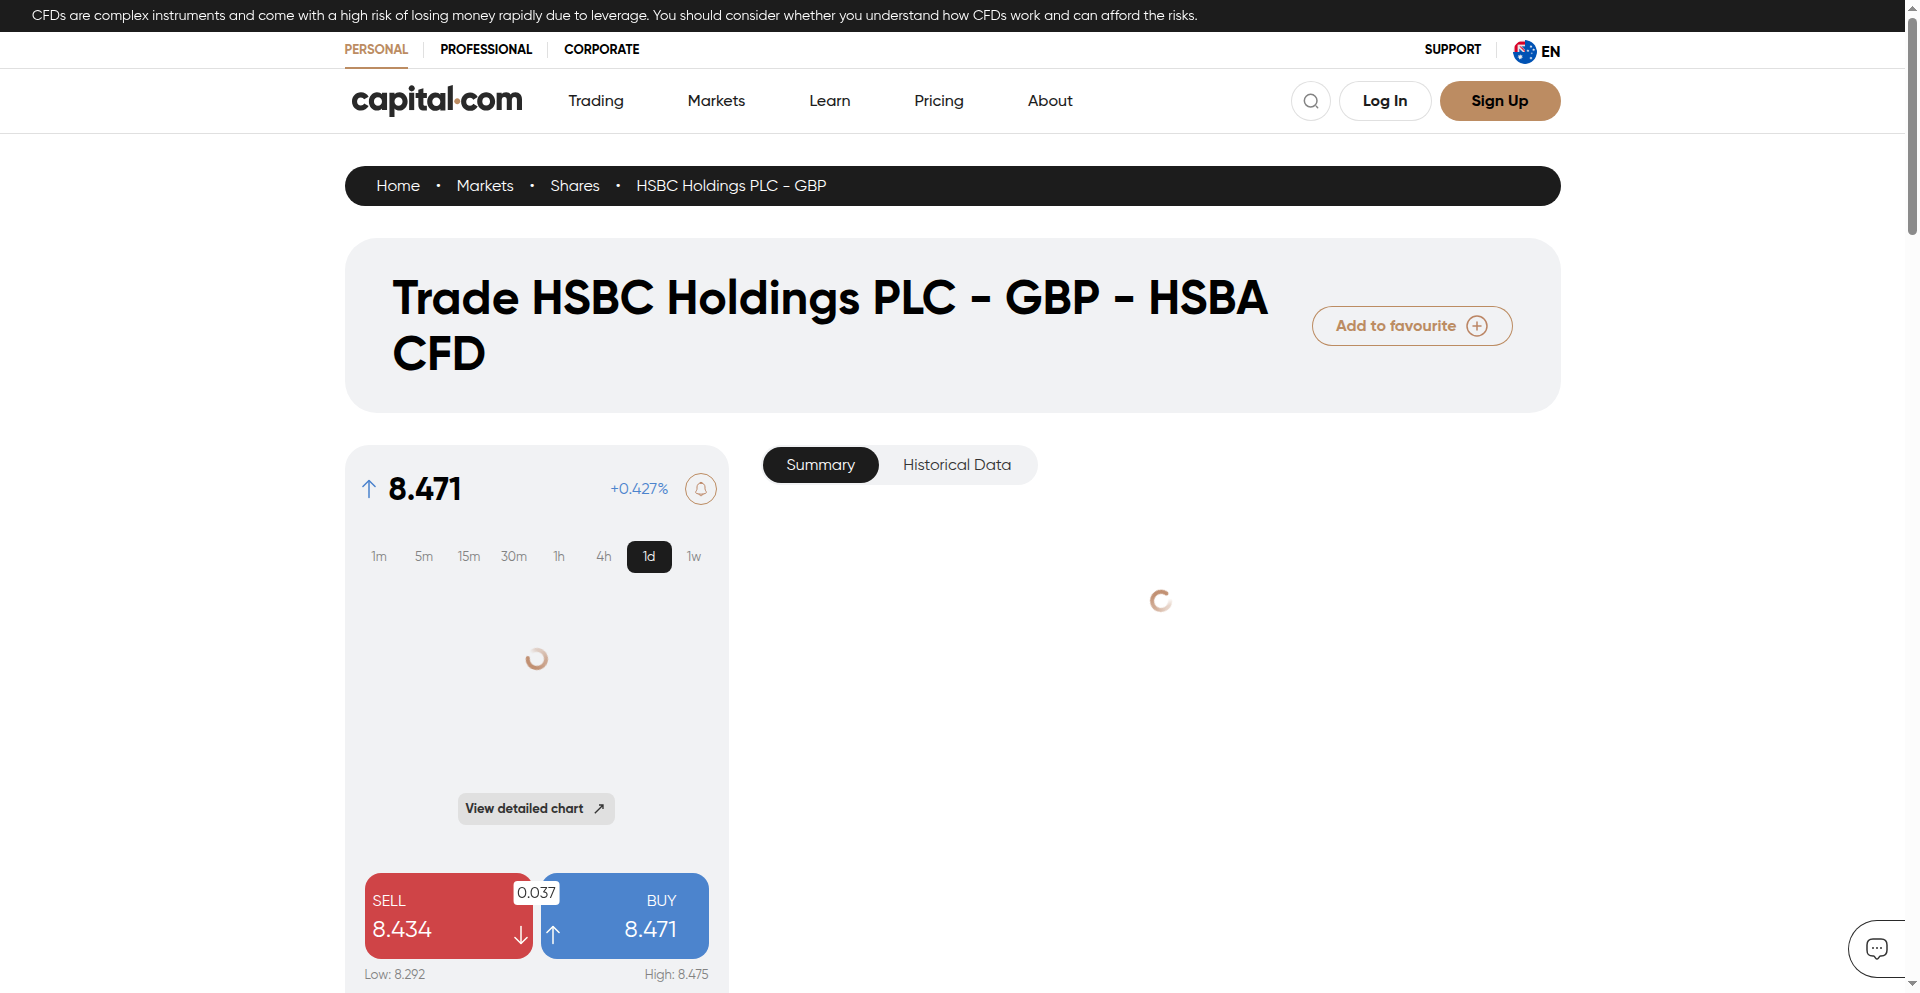 CFDs are complex instruments and come with a high risk of losing money rapidly due to leverage. You should consider whether you understand how CFDs work and can afford the risks.
PERSONAL PROFESSIONAL CORPORATE SUPPORT EN
capital.com Trading Markets Learn Pricing About Log In Sign Up
Home • Markets • Shares • HSBC Holdings PLC - GBP
Trade HSBC Holdings PLC - GBP - HSBA
CFD
Add to favourite
8.471 +0.427%
Summary Historical Data
1m 5m 15m 30m 1h 4h 1d 1w
View detailed chart
SELL 0.037 BUY
8.434 8.471
Low: 8.292 High: 8.475